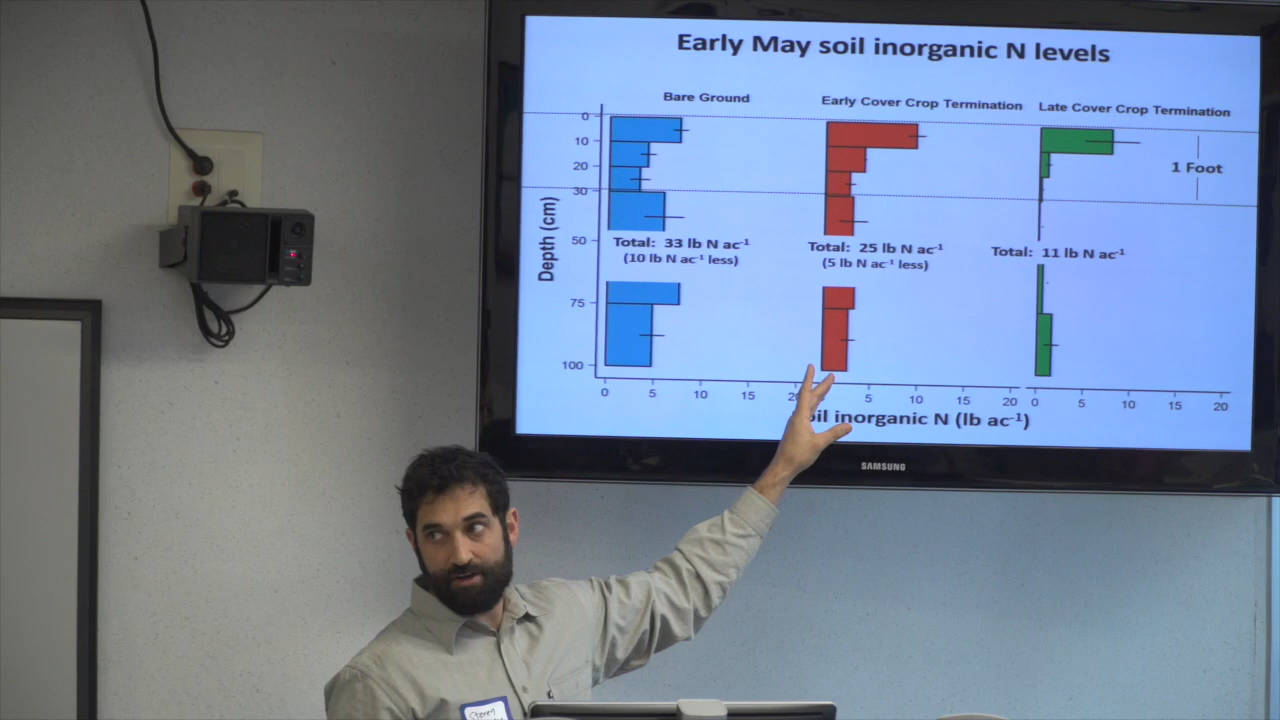 Early May soil inorganic N levels
Bare Ground
Early Cover Crop Termination
Late Cover Crop Termination
0
10
20
30
50
75
100
Depth (cm)
1 Foot
Total: 33 lb N ac⁻¹
(10 lb N ac⁻¹ less)
Total: 25 lb N ac⁻¹
(5 lb N ac⁻¹ less)
Total: 11 lb N ac⁻¹
0 5 10 15 5 10 15 20 0 5 10 15 20
oil inorganic N (lb ac⁻¹)
SAMSUNG
Steven